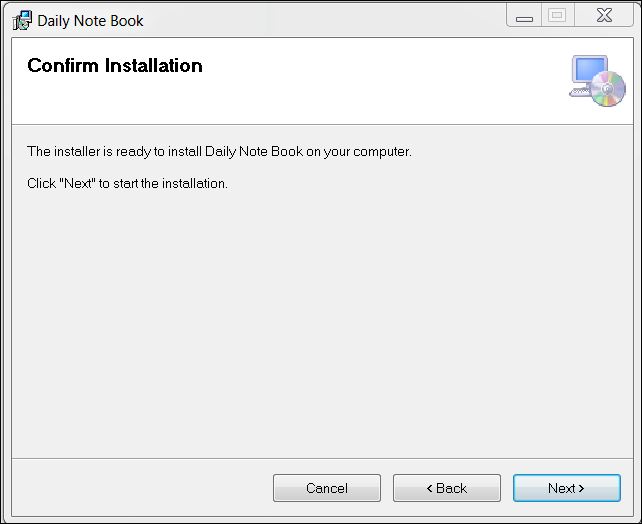 Daily Note Book
Confirm Installation
The installer is ready to install Daily Note Book on your computer.
Click "Next" to start the installation.
Cancel
< Back
Next >